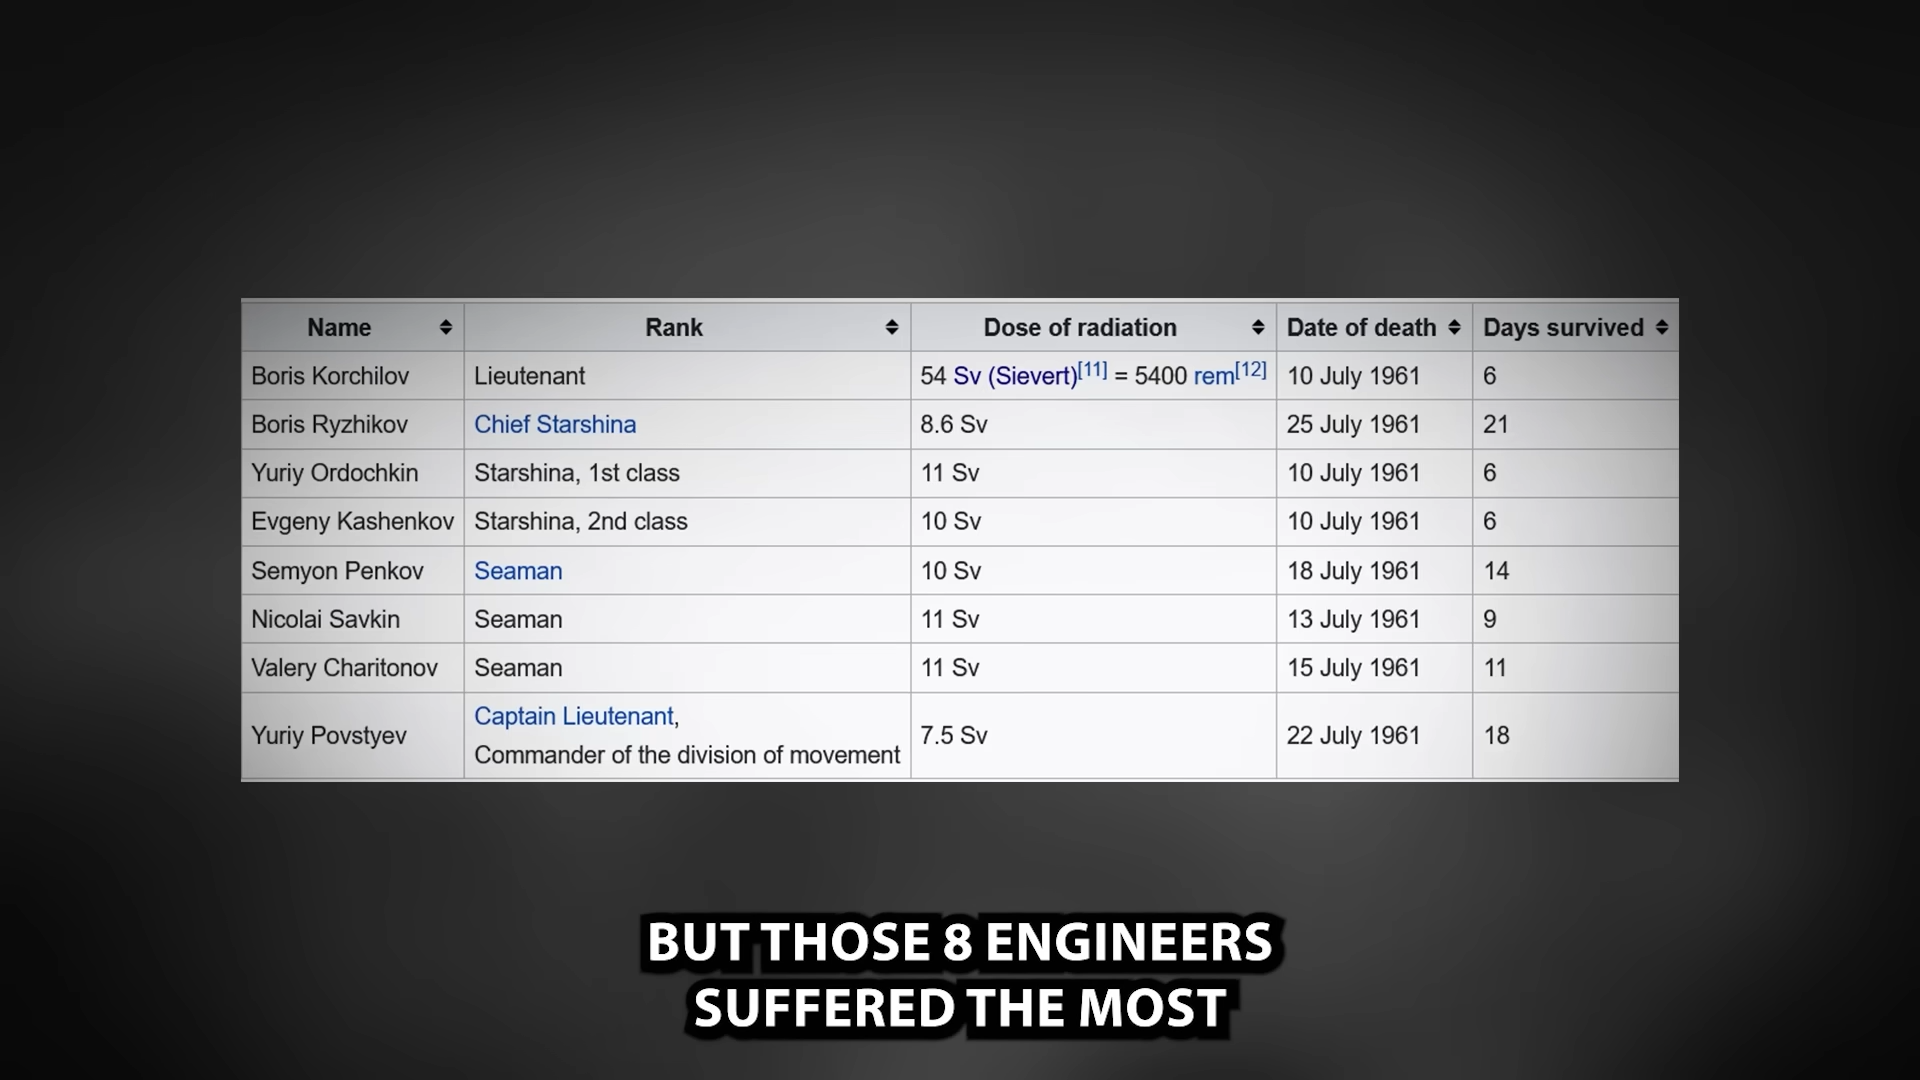 Name Rank Dose of radiation Date of death Days survived
Boris Korchilov Lieutenant 54 Sv (Sievert)[11] = 5400 rem[12] 10 July 1961 6
Boris Ryzhikov Chief Starshina 8.6 Sv 25 July 1961 21
Yuriy Ordochkin Starshina, 1st class 11 Sv 10 July 1961 6
Evgeny Kashenkov Starshina, 2nd class 10 Sv 10 July 1961 6
Semyon Penkov Seaman 10 Sv 18 July 1961 14
Nicolai Savkin Seaman 11 Sv 13 July 1961 9
Valery Charitonov Seaman 11 Sv 15 July 1961 11
Yuriy Povstyev Captain Lieutenant, 7.5 Sv 22 July 1961 18
Commander of the division of movement
BUT THOSE 8 ENGINEERS
SUFFERED THE MOST